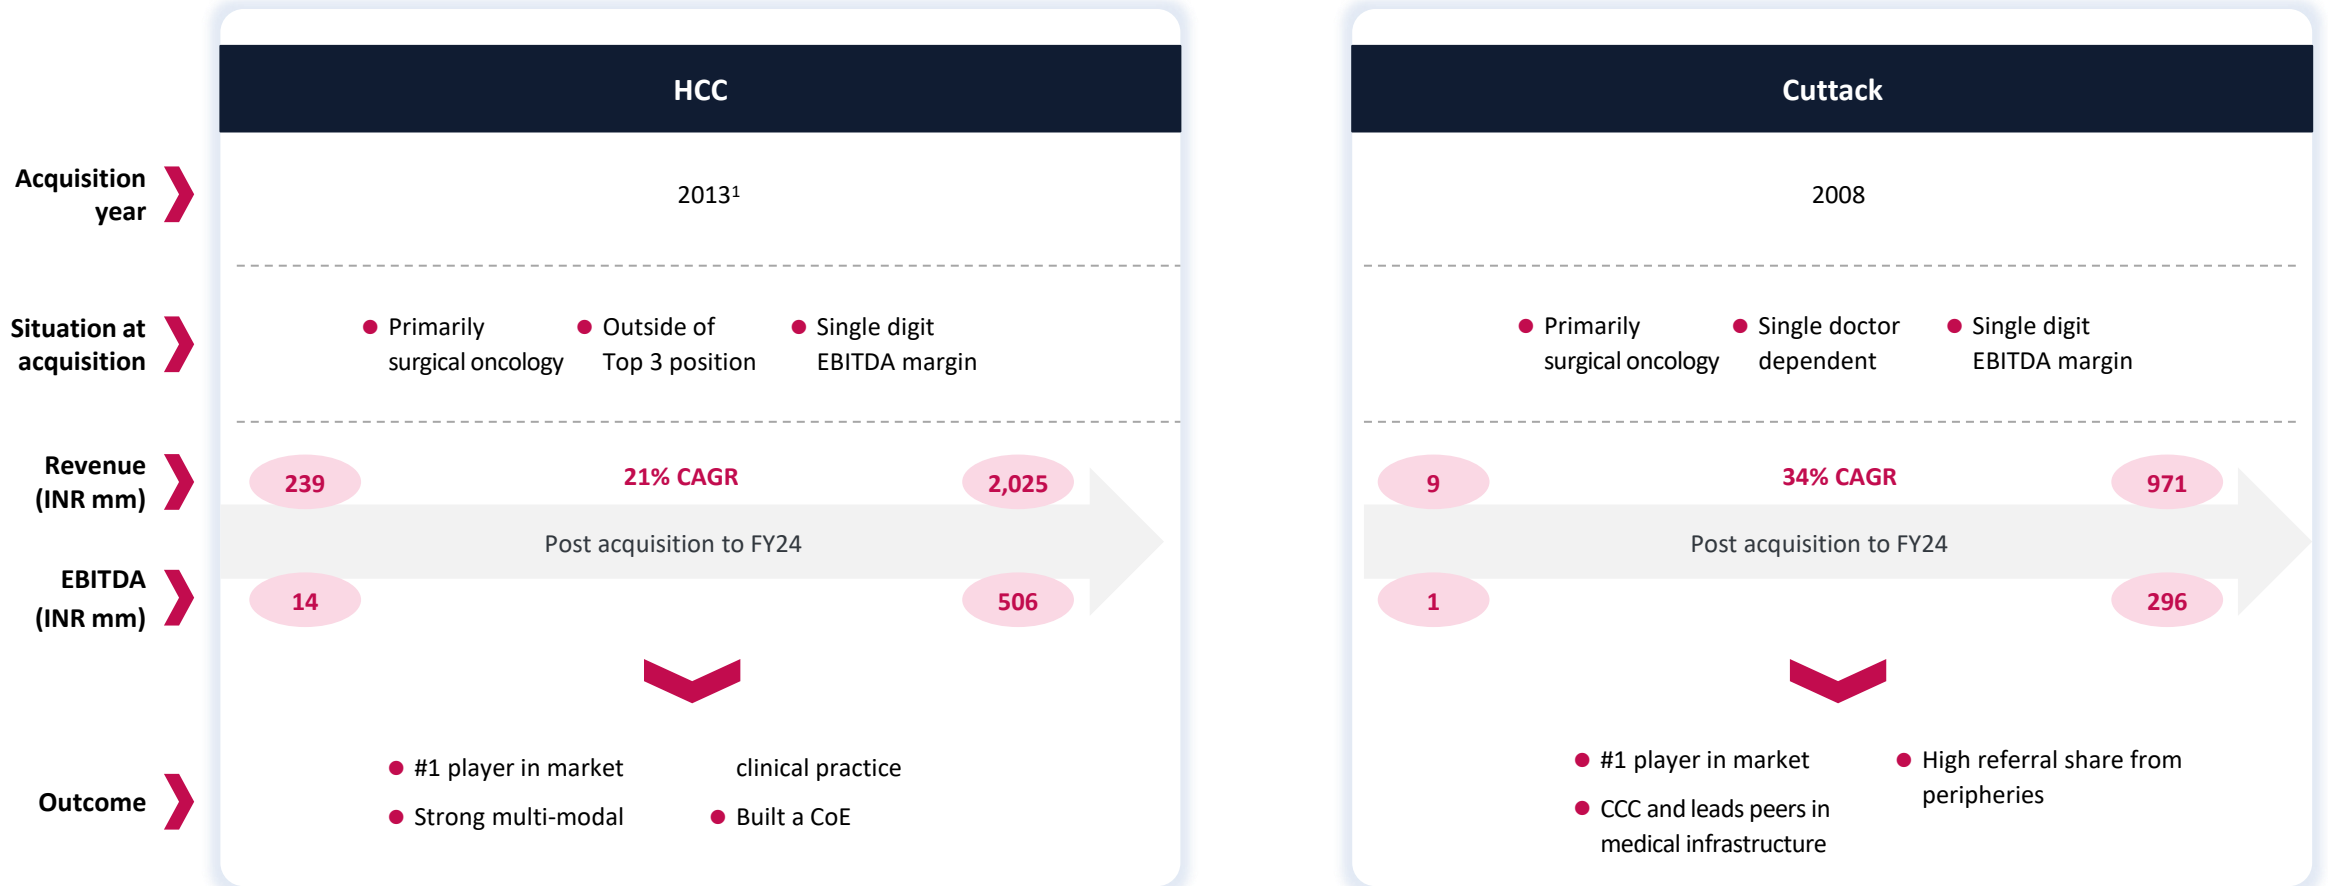 HCC
Cuttack
Acquisition
year
2013¹
2008
Situation at
acquisition
Primarily
surgical oncology
Outside of
Top 3 position
Single digit
EBITDA margin
Primarily
surgical oncology
Single doctor
dependent
Single digit
EBITDA margin
Revenue
(INR mm)
239
21% CAGR
2,025
9
34% CAGR
971
Post acquisition to FY24
Post acquisition to FY24
EBITDA
(INR mm)
14
506
1
296
Outcome
#1 player in market
Strong multi-modal
clinical practice
Built a CoE
#1 player in market
CCC and leads peers in
medical infrastructure
High referral share from
peripheries